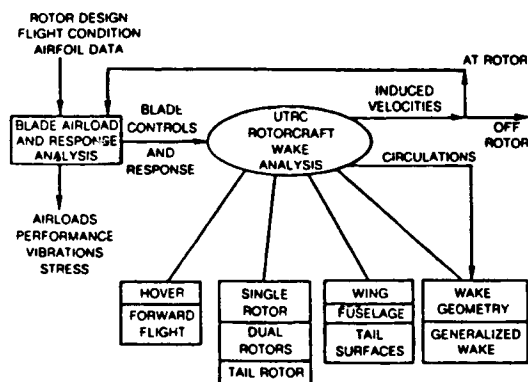 ROTOR DESIGN
FLIGHT CONDITION
AIRFOIL DATA
AT ROTOR
INDUCED
VELOCITIES
OFF
ROTOR
BLADE AIRLOAD
AND RESPONSE
ANALYSIS
BLADE
CONTROLS
AND
RESPONSE
UTRC
ROTORCRAFT
WAKE
ANALYSIS
CIRCULATIONS
AIRLOADS
PERFORMANCE
VIBRATIONS
STRESS
HOVER
FORWARD
FLIGHT
SINGLE
ROTOR
DUAL
ROTORS
TAIL ROTOR
WING
FUSELAGE
TAIL
SURFACES
WAKE
GEOMETRY
GENERALIZED
WAKE